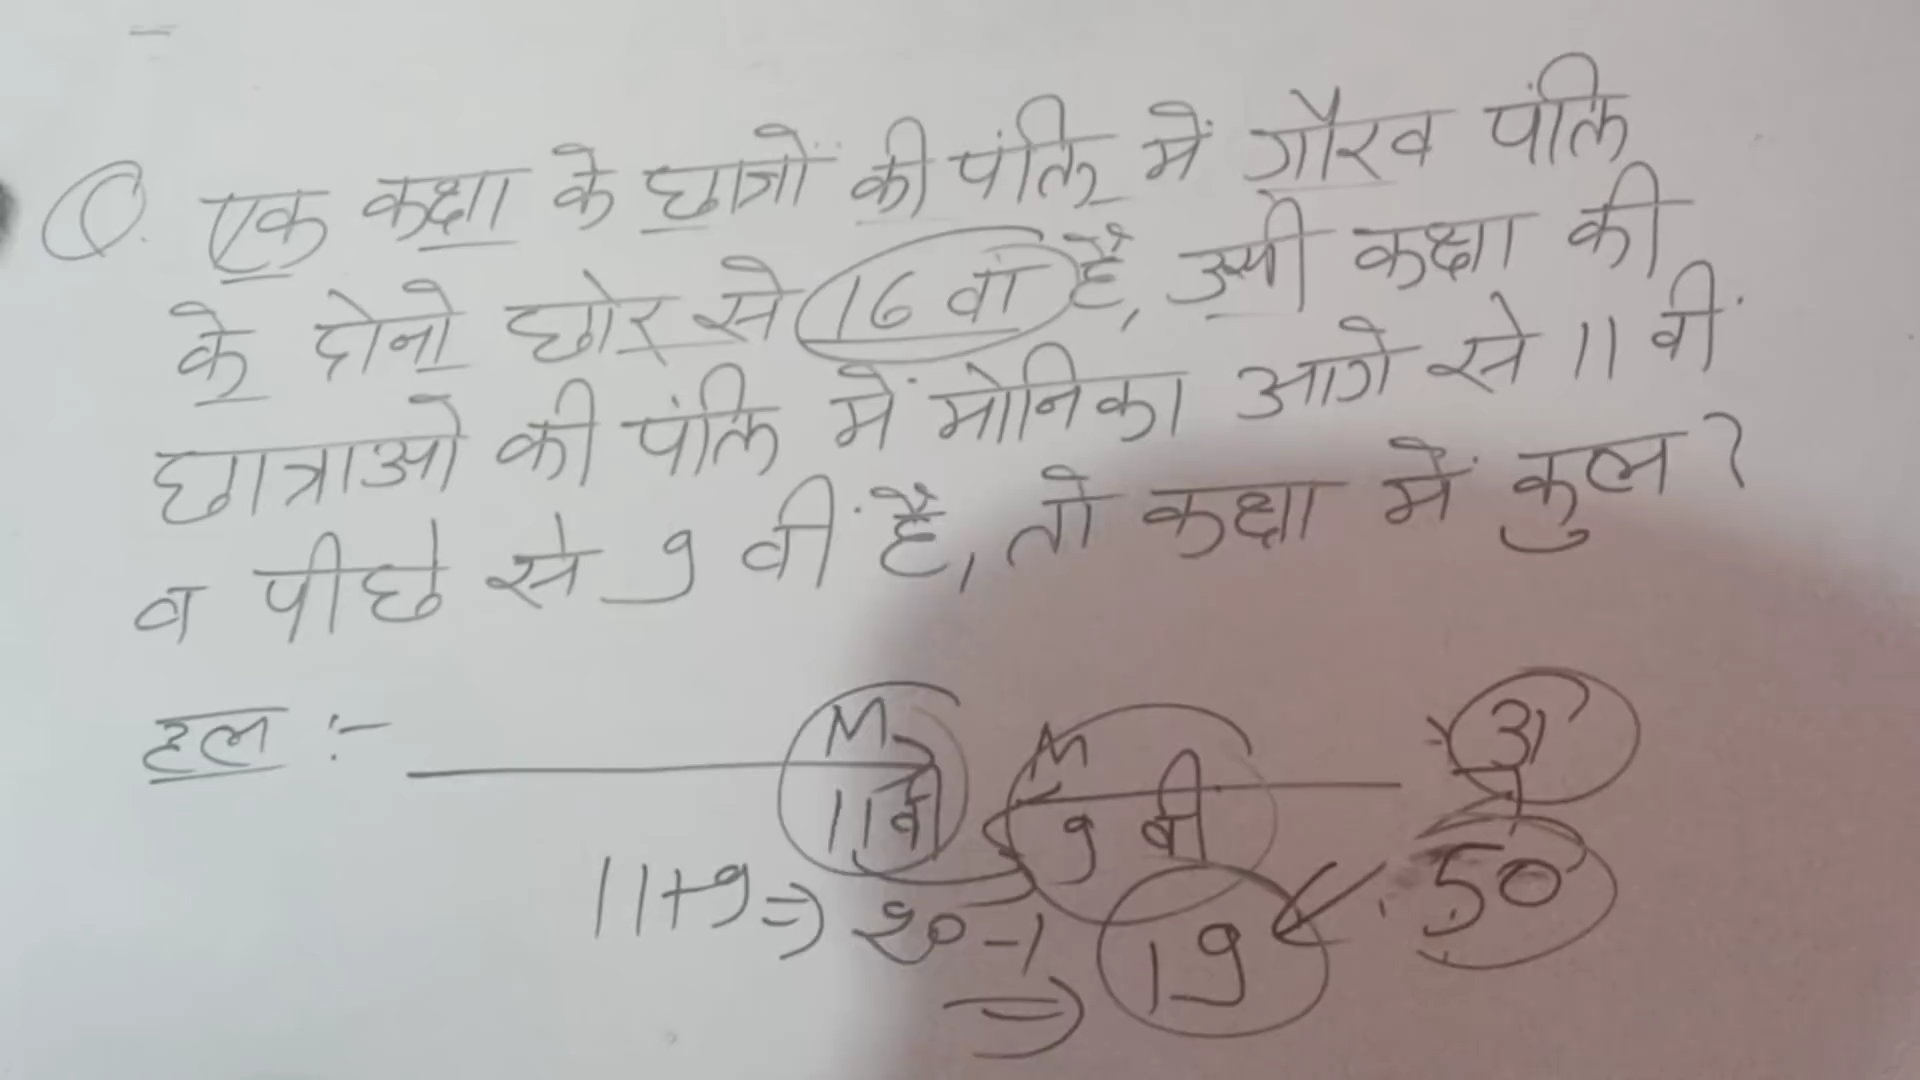 Q. एक कक्षा के छात्रों की पंक्ति में गौरव पंक्ति
के दोनो छोर से 16 वां है, उसी कक्षा की
छात्राओ की पंक्ति में मोनिका आगे से 11 वीं
व पीछे से 9 वीं है, तो कक्षा में कुल ?
हल :-
M M 31
11वी 9 वी
11+9 => 20-1 19 50
=>